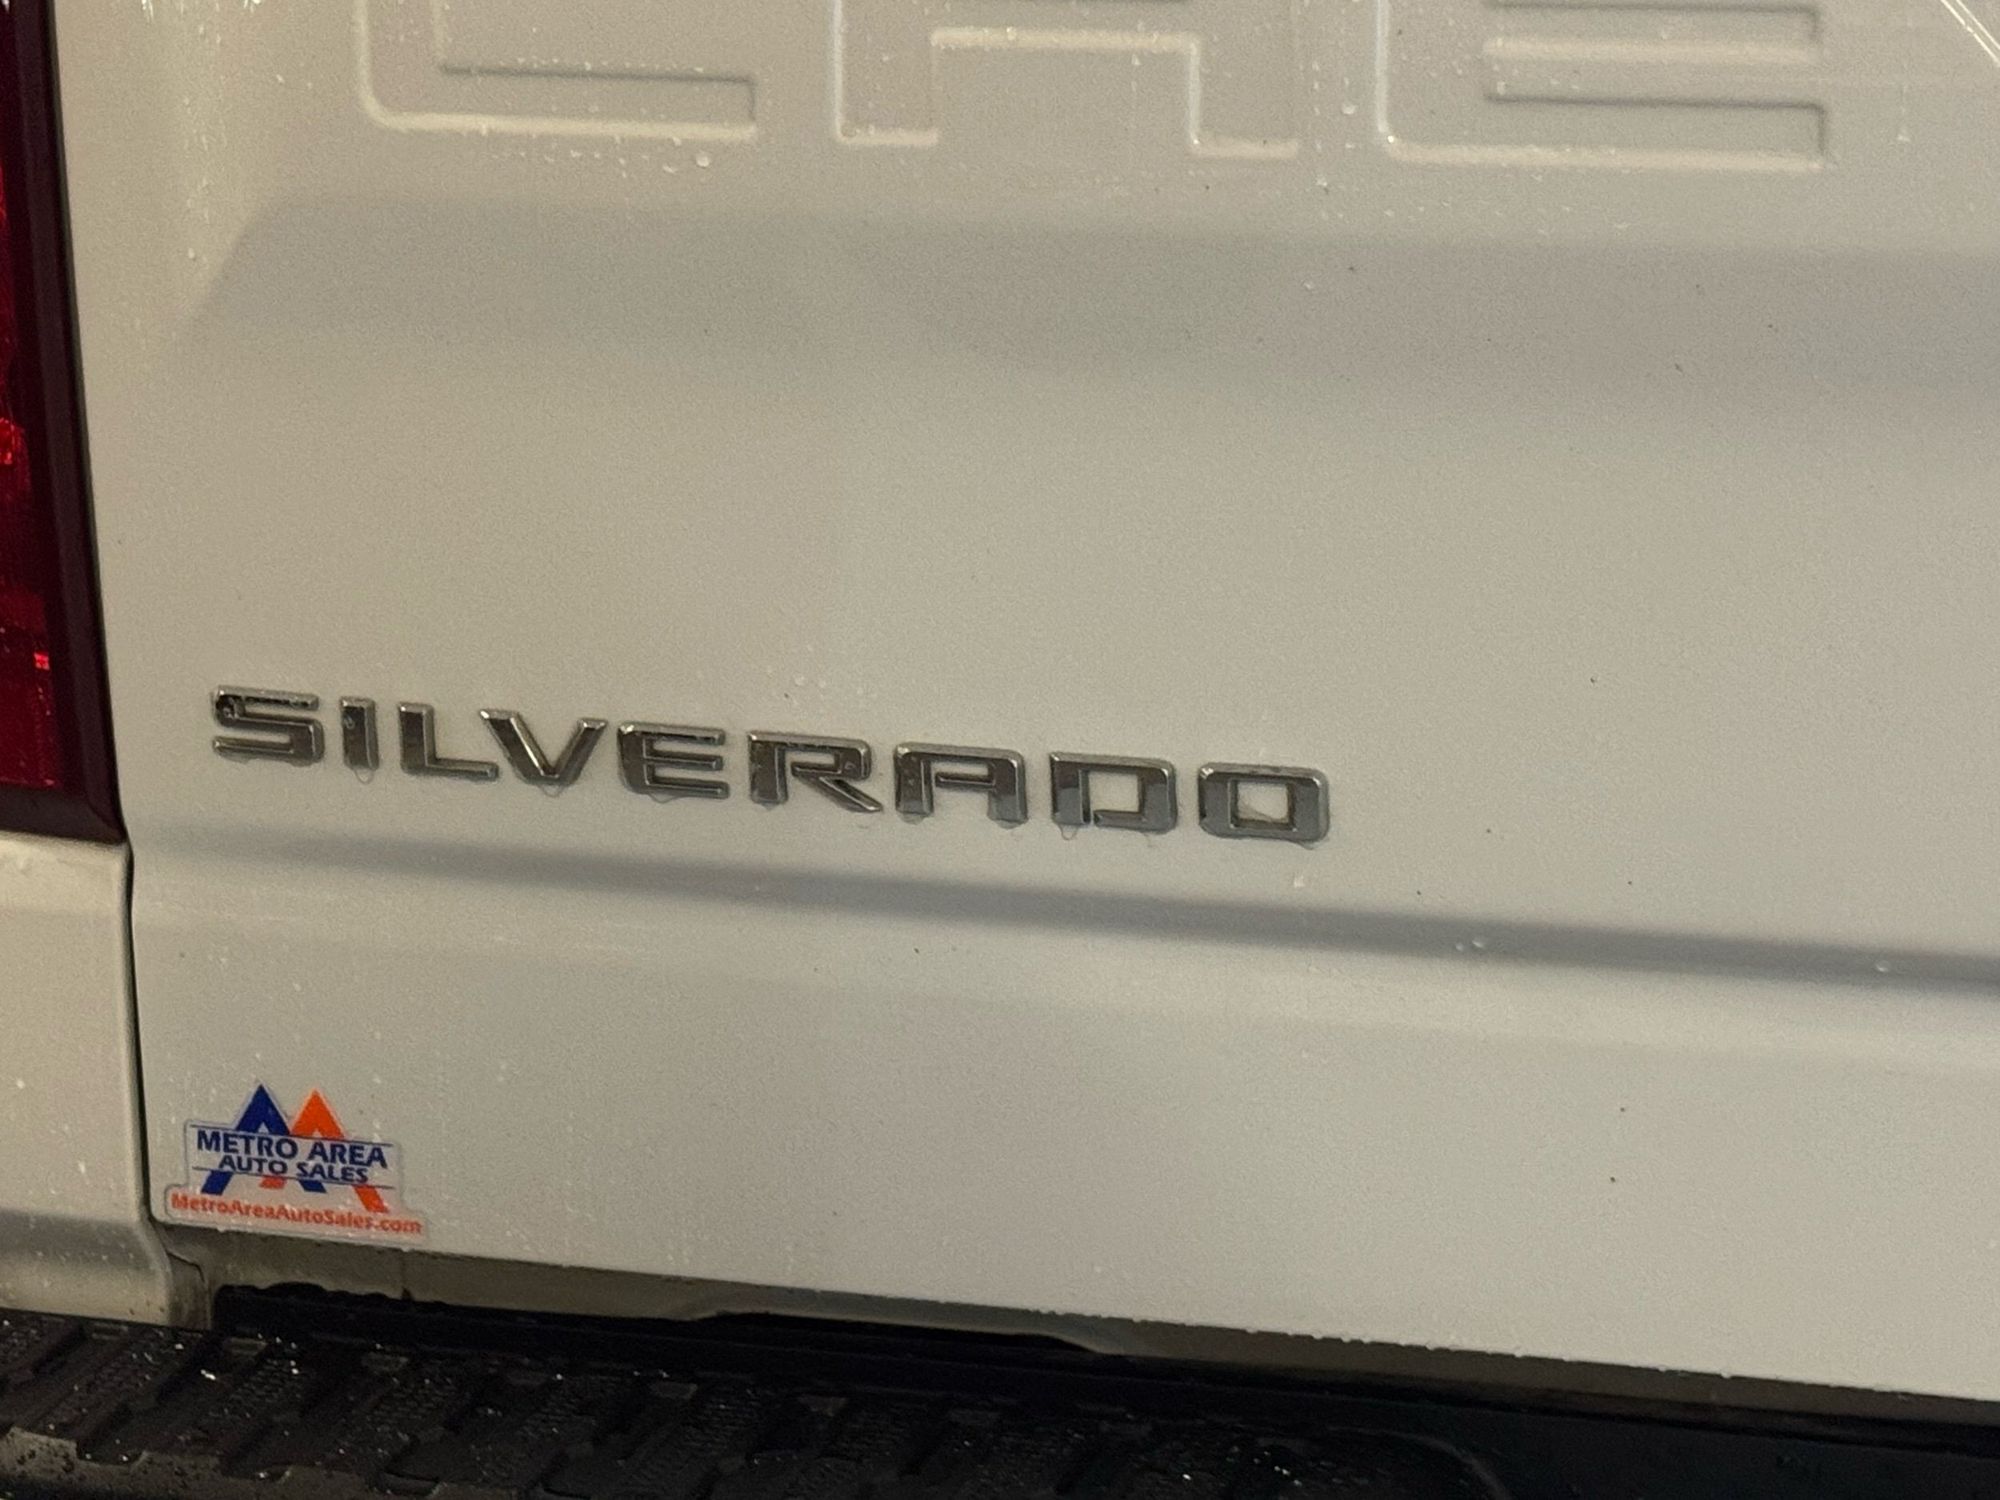 SILVERADO
METRO AREA
AUTO SALES
MetroAreaAutoSales.com